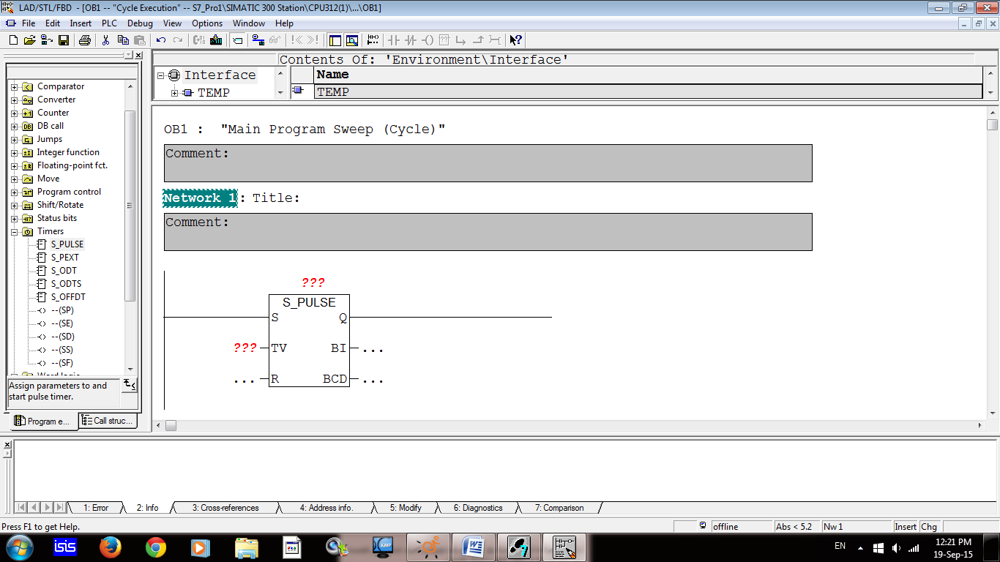 LAD/STL/FBD - [OB1 -- "Cycle Execution" -- S7_Pro1\SIMATIC 300 Station\CPU312(1)\...\OB1]
File Edit Insert PLC Debug View Options Window Help
Contents Of: 'Environment\Interface'
Interface
TEMP
Name
TEMP
Comparator
Converter
Counter
DB call
Jumps
Integer function
Floating-point fct.
Move
Program control
Shift/Rotate
Status bits
Timers
S_PULSE
S_PEXT
S_ODT
S_ODTS
S_OFFDT
--(SP)
--(SE)
--(SD)
--(SS)
--(SF)
Word logic
Assign parameters to and
start pulse timer.
Program e... Call struc...
OB1 : "Main Program Sweep (Cycle)"
Comment:
Network 1: Title:
Comment:
???
S_PULSE
S Q
??? TV BI ...
... R BCD ...
1: Error 2: Info 3: Cross-references 4: Address info. 5: Modify 6: Diagnostics 7: Comparison
Press F1 to get Help. offline Abs < 5.2 Nw 1 Insert Chg
isis
KMP
EN
12:21 PM
19-Sep-15